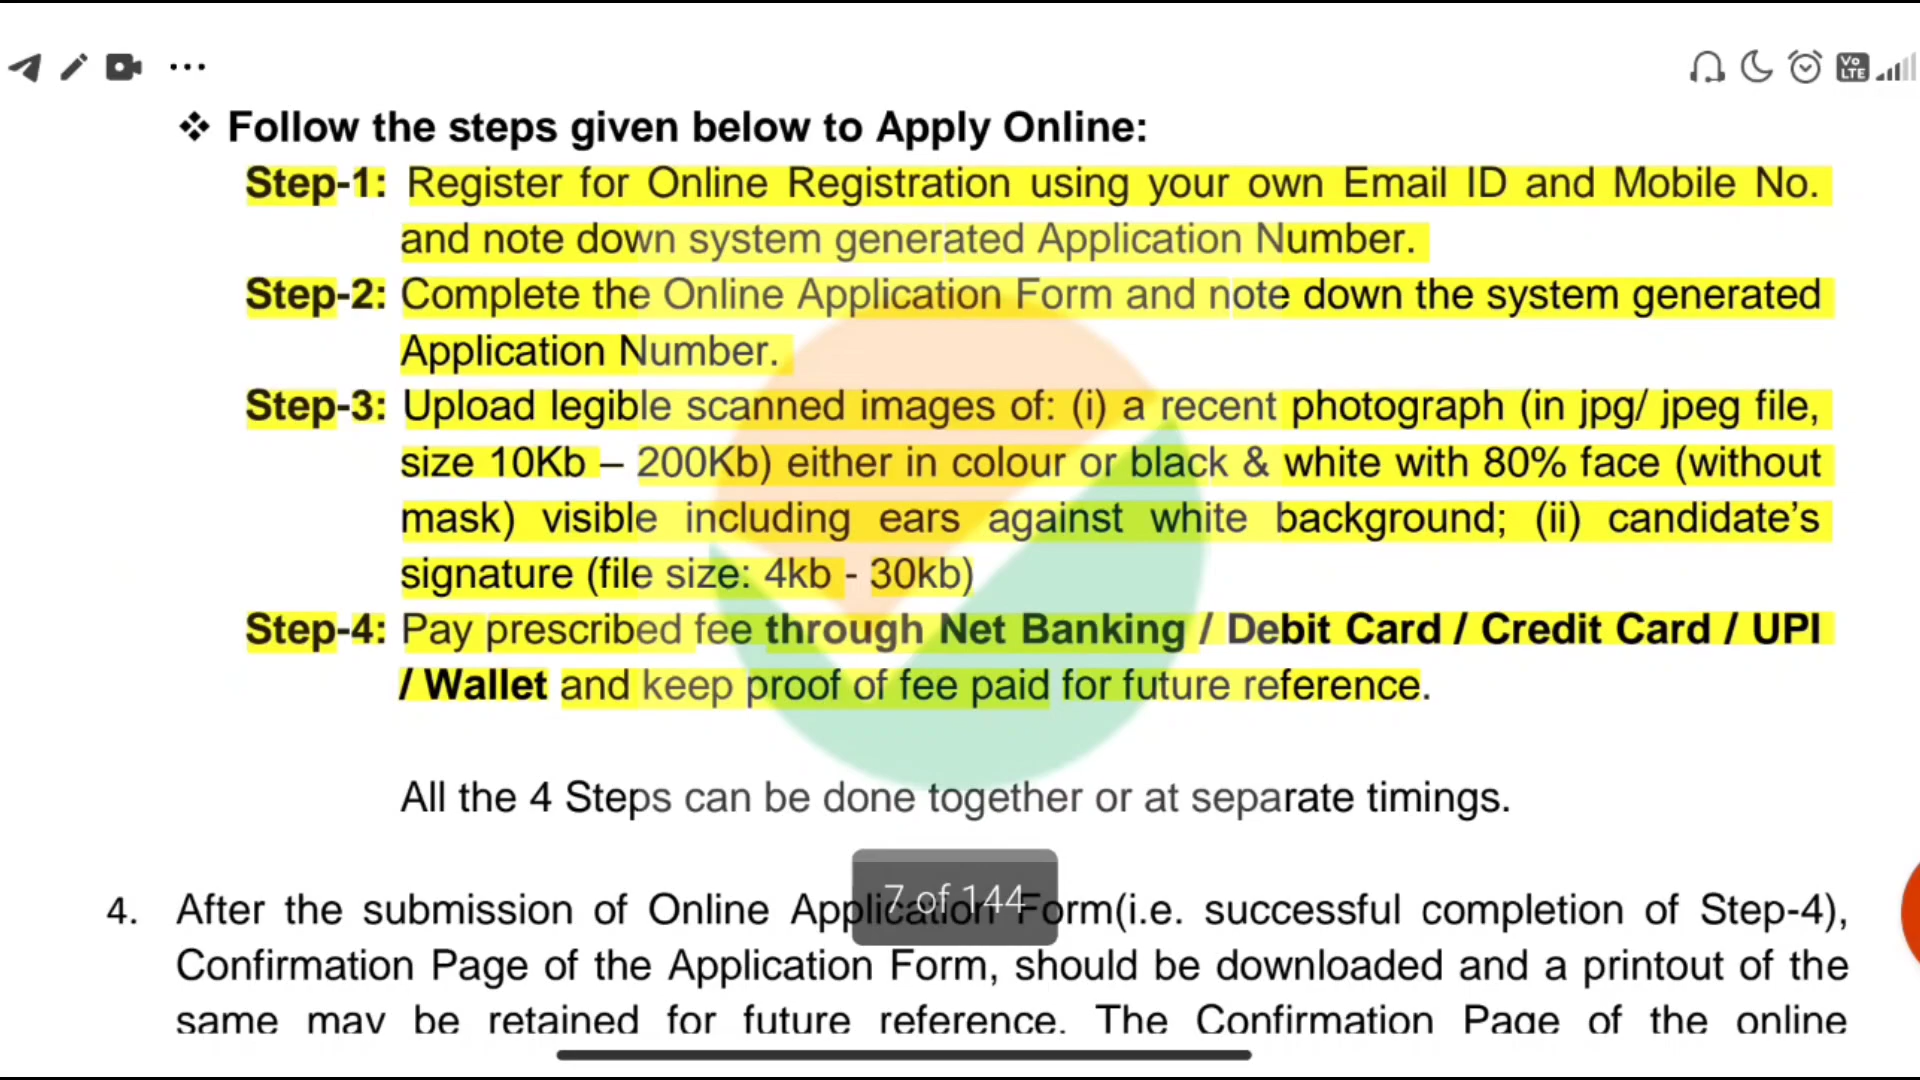 Vo
LTE
❖ Follow the steps given below to Apply Online:
Step-1: Register for Online Registration using your own Email ID and Mobile No.
and note down system generated Application Number.
Step-2: Complete the Online Application Form and note down the system generated
Application Number.
Step-3: Upload legible scanned images of: (i) a recent photograph (in jpg/ jpeg file,
size 10Kb – 200Kb) either in colour or black & white with 80% face (without
mask) visible including ears against white background; (ii) candidate’s
signature (file size: 4kb - 30kb)
Step-4: Pay prescribed fee through Net Banking / Debit Card / Credit Card / UPI
/ Wallet and keep proof of fee paid for future reference.
All the 4 Steps can be done together or at separate timings.
7 of 144
4. After the submission of Online Application Form(i.e. successful completion of Step-4),
Confirmation Page of the Application Form, should be downloaded and a printout of the
same may be retained for future reference. The Confirmation Page of the online